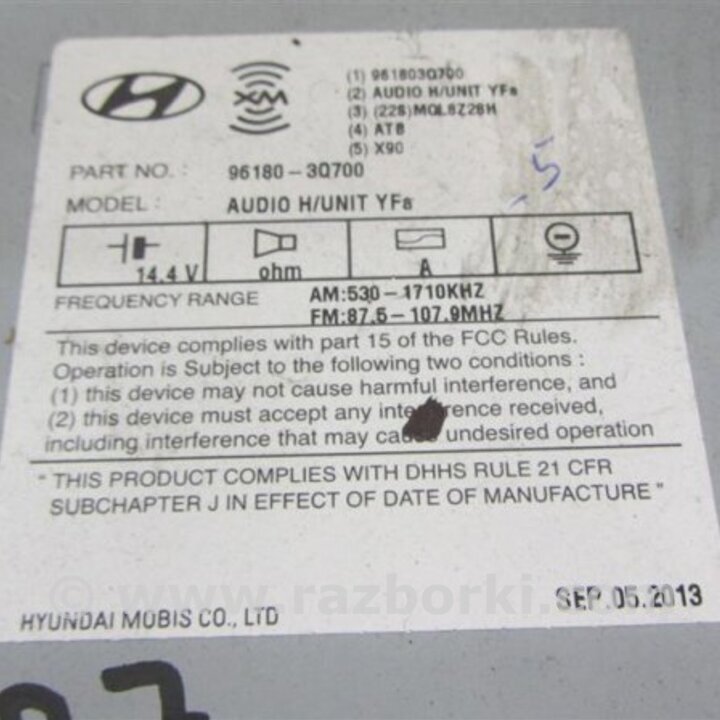 XM
(1) 961803Q700
(2) AUDIO H/UNIT YFa
(3) (22S)MOL8Z28H
(4) ATB
(5) X90
PART NO. : 96180-3Q700
MODEL : AUDIO H/UNIT YFa
14.4 V ohm A
FREQUENCY RANGE AM:530-1710KHZ
FM:87.5-107.9MHZ
This device complies with part 15 of the FCC Rules.
Operation is Subject to the following two conditions :
(1) this device may not cause harmful interference, and
(2) this device must accept any interference received,
including interference that may cause undesired operation
" THIS PRODUCT COMPLIES WITH DHHS RULE 21 CFR
SUBCHAPTER J IN EFFECT OF DATE OF MANUFACTURE "
© www.razborki.com
SEP.05.2013
HYUNDAI MOBIS CO., LTD